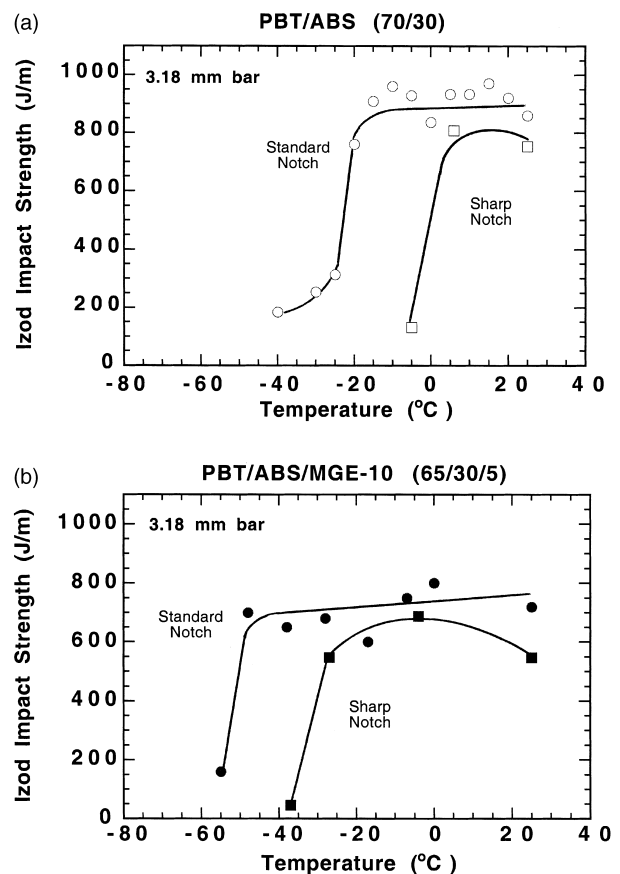 (a)
PBT/ABS (70/30)
Izod Impact Strength (J/m)
1000
800
600
400
200
0
3.18 mm bar
Standard
Notch
Sharp
Notch
-80 -60 -40 -20 0 20 40
Temperature (°C)
(b)
PBT/ABS/MGE-10 (65/30/5)
Izod Impact Strength (J/m)
1000
800
600
400
200
0
3.18 mm bar
Standard
Notch
Sharp
Notch
-80 -60 -40 -20 0 20 40
Temperature (°C)